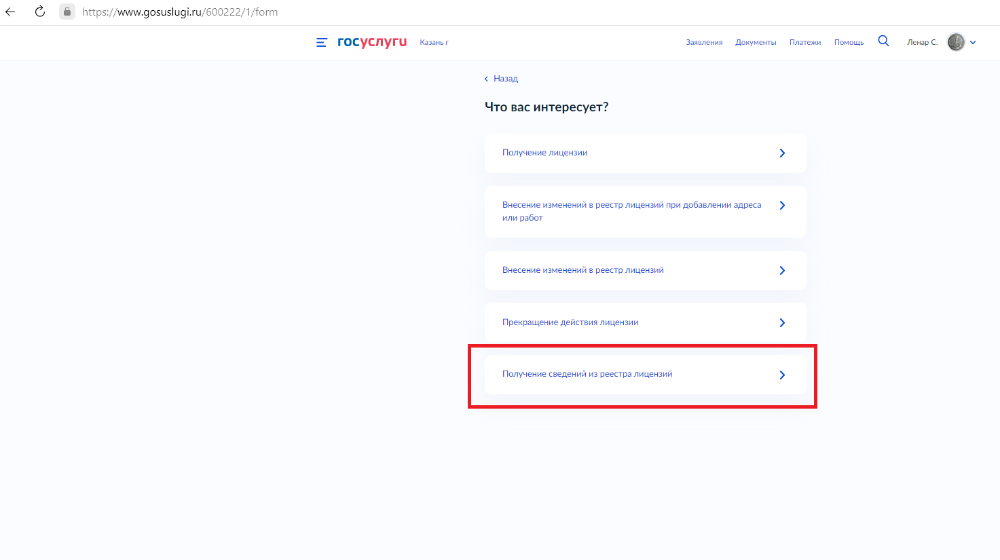 https://www.gosuslugi.ru/600222/1/form
госуслуги Казань г Заявления Документы Платежи Помощь Ленар С.
Назад
Что вас интересует?
Получение лицензии
Внесение изменений в реестр лицензий при добавлении адреса
или работ
Внесение изменений в реестр лицензий
Прекращение действия лицензии
Получение сведений из реестра лицензий